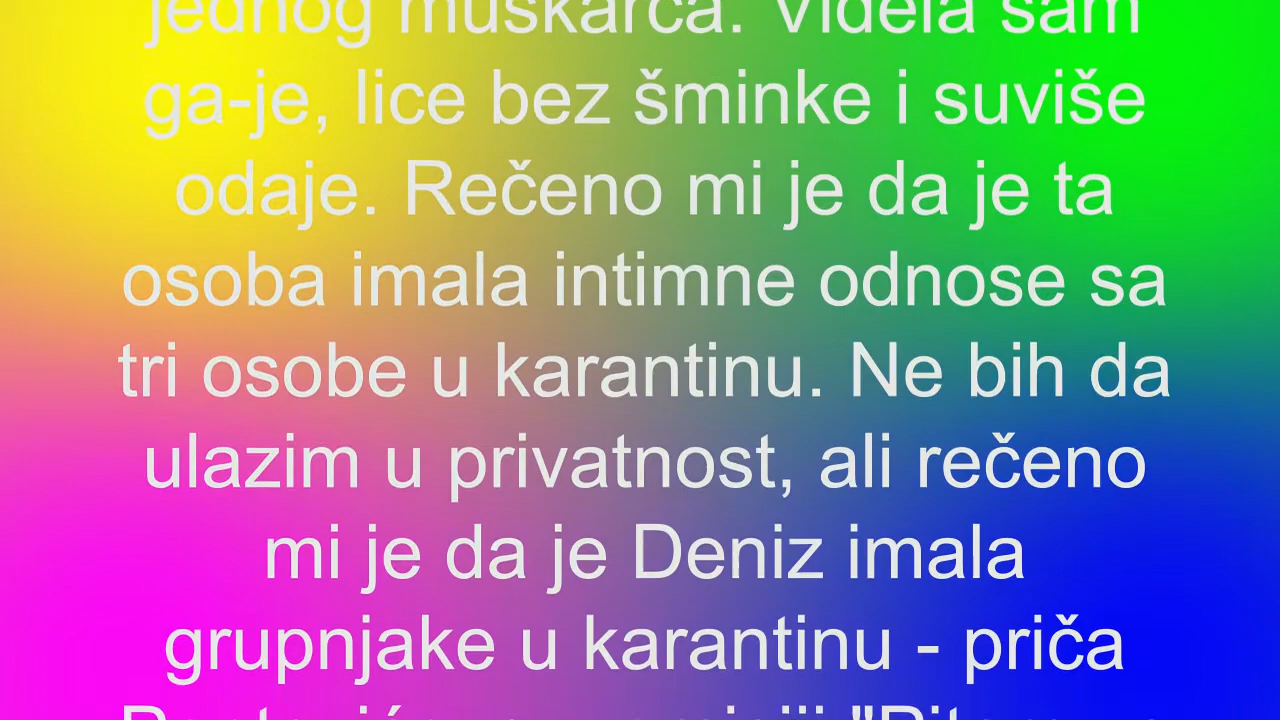 jednog muškarca. Videla sam
ga-je, lice bez šminke i suviše
odaje. Rečeno mi je da je ta
osoba imala intimne odnose sa
tri osobe u karantinu. Ne bih da
ulazim u privatnost, ali rečeno
mi je da je Deniz imala
grupnjake u karantinu - priča